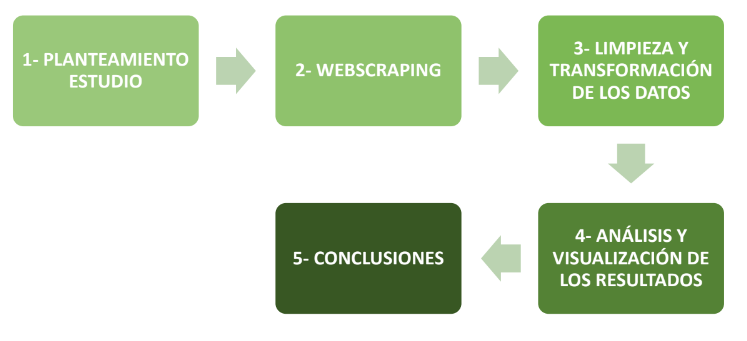 1- PLANTEAMIENTO
ESTUDIO
2- WEBSCRAPING
3- LIMPIEZA Y
TRANSFORMACIÓN
DE LOS DATOS
4- ANÁLISIS Y
VISUALIZACIÓN DE
LOS RESULTADOS
5- CONCLUSIONES